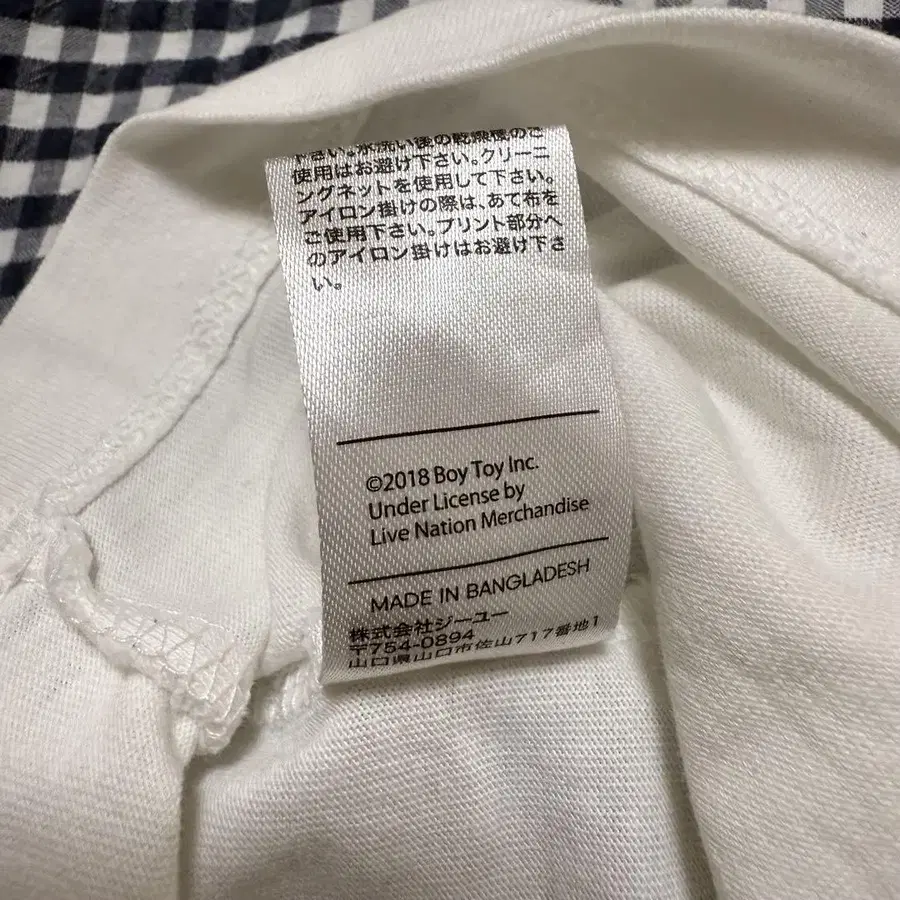 下さい。水洗い後の乾燥機のご
使用はお避け下さい。クリーニ
ングネットを使用して下さい。
アイロン掛けの際は、あて布を
ご使用下さい。プリント部分へ
のアイロン掛けはお避け下さ
い。
©2018 Boy Toy Inc.
Under License by
Live Nation Merchandise
MADE IN BANGLADESH
株式会社ジーユー
〒754-0894
山口県山口市佐山717番地1